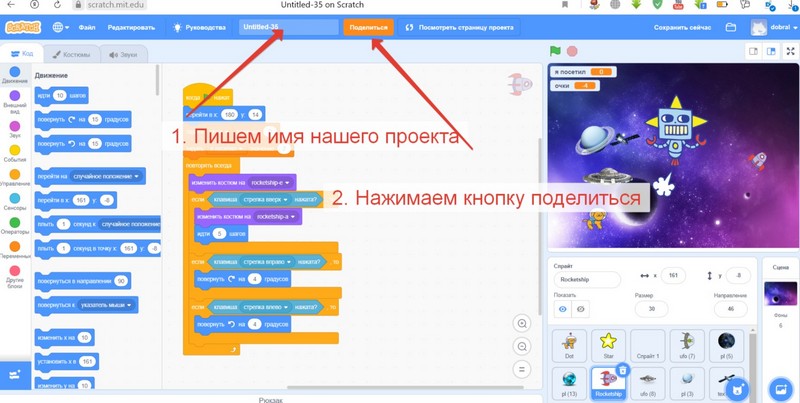 scratch.mit.edu
Untitled-35 on Scratch
SCRATCH
Файл
Редактировать
Руководства
Untitled-35
Поделиться
Посмотреть страницу проекта
Сохранить сейчас
dobral
Код
Костюмы
Звуки
Движение
Внешний вид
Звук
События
Управление
Сенсоры
Операторы
Переменные
Другие блоки
Движение
идти 10 шагов
повернуть на 15 градусов
повернуть на 15 градусов
перейти на случайное положение
перейти в x: 161 y: -8
плыть 1 секунд к случайное положение
плыть 1 секунд в точку x: 161 y: -8
повернуться в направлении 90
повернуться к указатель мыши
изменить x на 10
установить x в 161
изменить y на 10
когда нажат
перейти в x: 180 y: 14
1. Пишем имя нашего проекта
повторять всегда
изменить костюм на rocketship-e
если клавиша стрелка вверх нажата?
2. Нажимаем кнопку поделиться
изменить костюм на rocketship-a
идти 5 шагов
если клавиша стрелка вправо нажата? то
повернуть на 4 градусов
если клавиша стрелка влево нажата? то
повернуть на 4 градусов
я посетил 0
очки -4
Спрайт
Rocketship
x 161
y -8
Показать
Размер
30
Направление
46
Сцена
Фоны
6
Dot
Star
Спрайт 1
ufo (7)
pl (5)
pl (13)
Rocketship
ufo (8)
pl (3)
Рюкзак